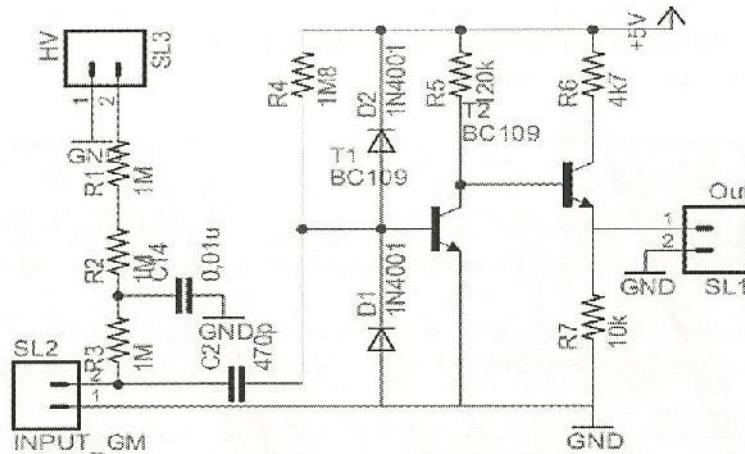 HV
SL3
1
2
GND
R1
1M
R2
1M
C14
0,01u
GND
R3
1M
C2
470p
SL2
1
INPUT_GM
R4
1M8
D2
1N4001
T1
BC109
D1
1N4001
R5
120k
T2
BC109
R6
4k7
+5V
R7
10k
GND
Out
1
2
GND
SL1